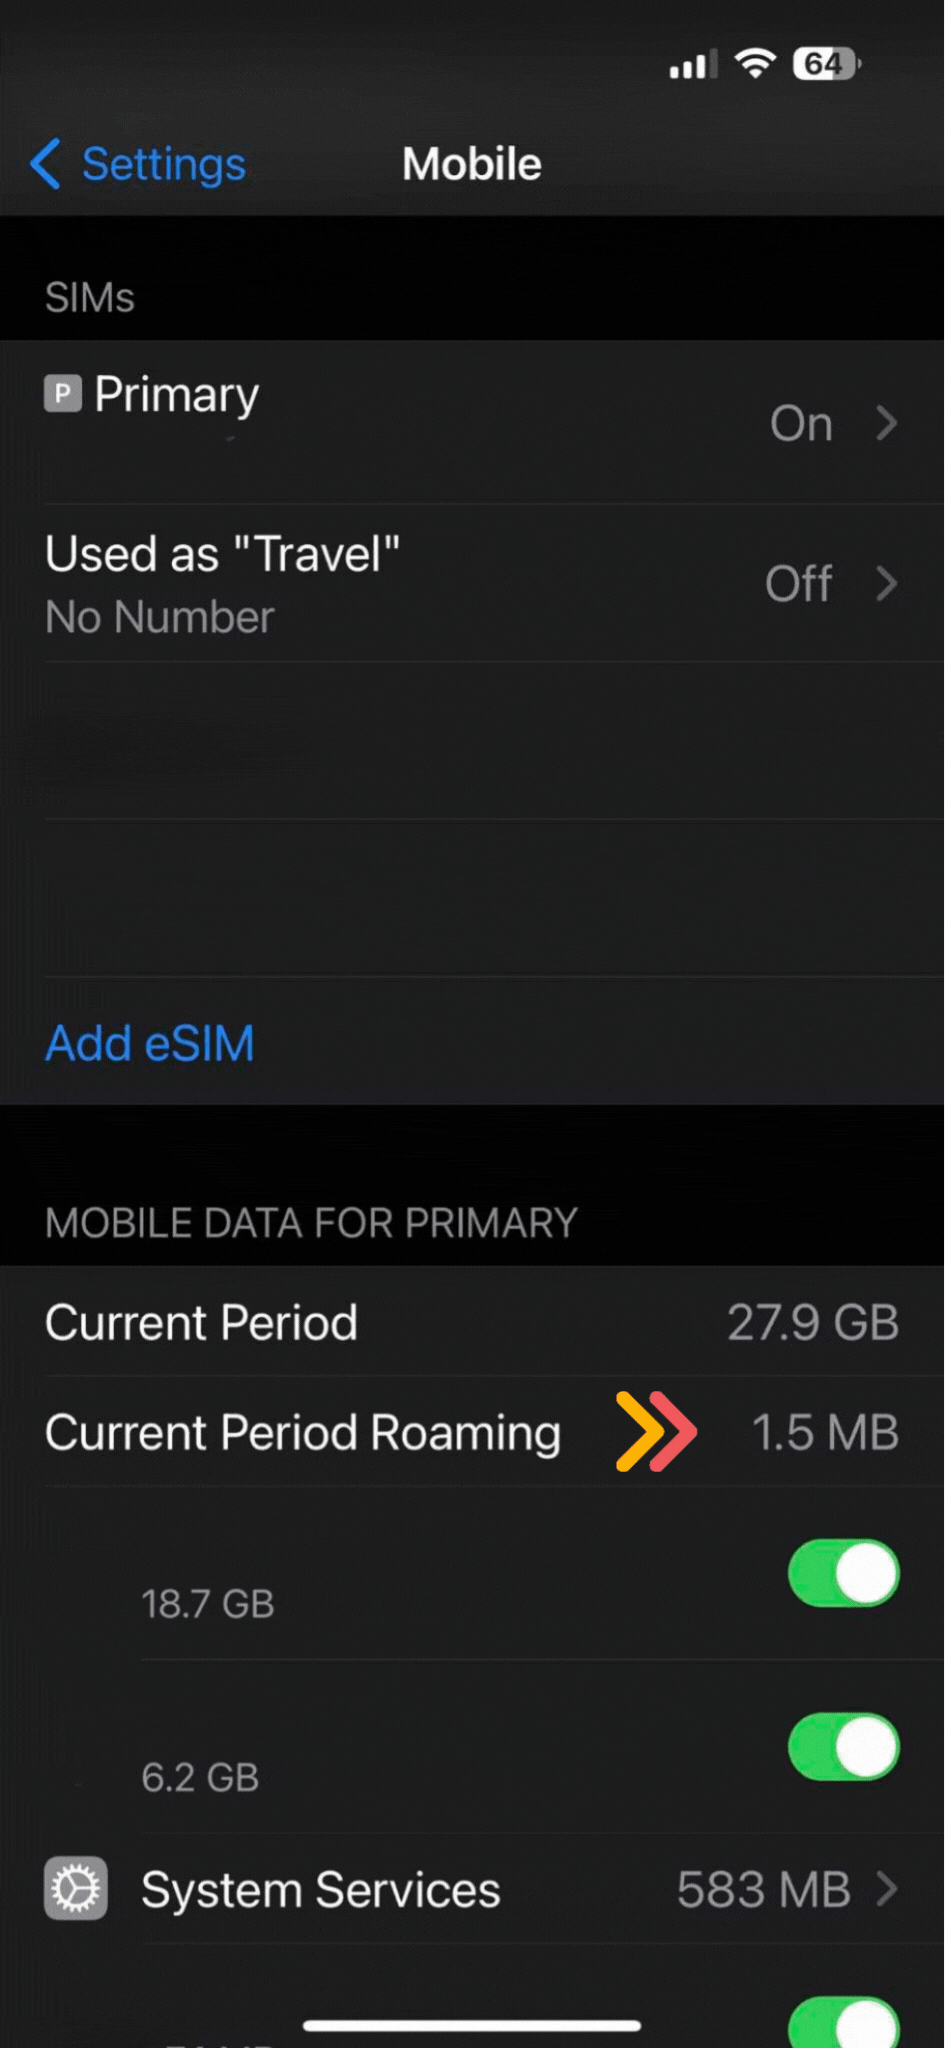 64
Settings
Mobile
SIMs
P Primary
On
Used as "Travel"
No Number
Off
Add eSIM
MOBILE DATA FOR PRIMARY
Current Period 27.9 GB
Current Period Roaming 1.5 MB
18.7 GB
6.2 GB
System Services 583 MB